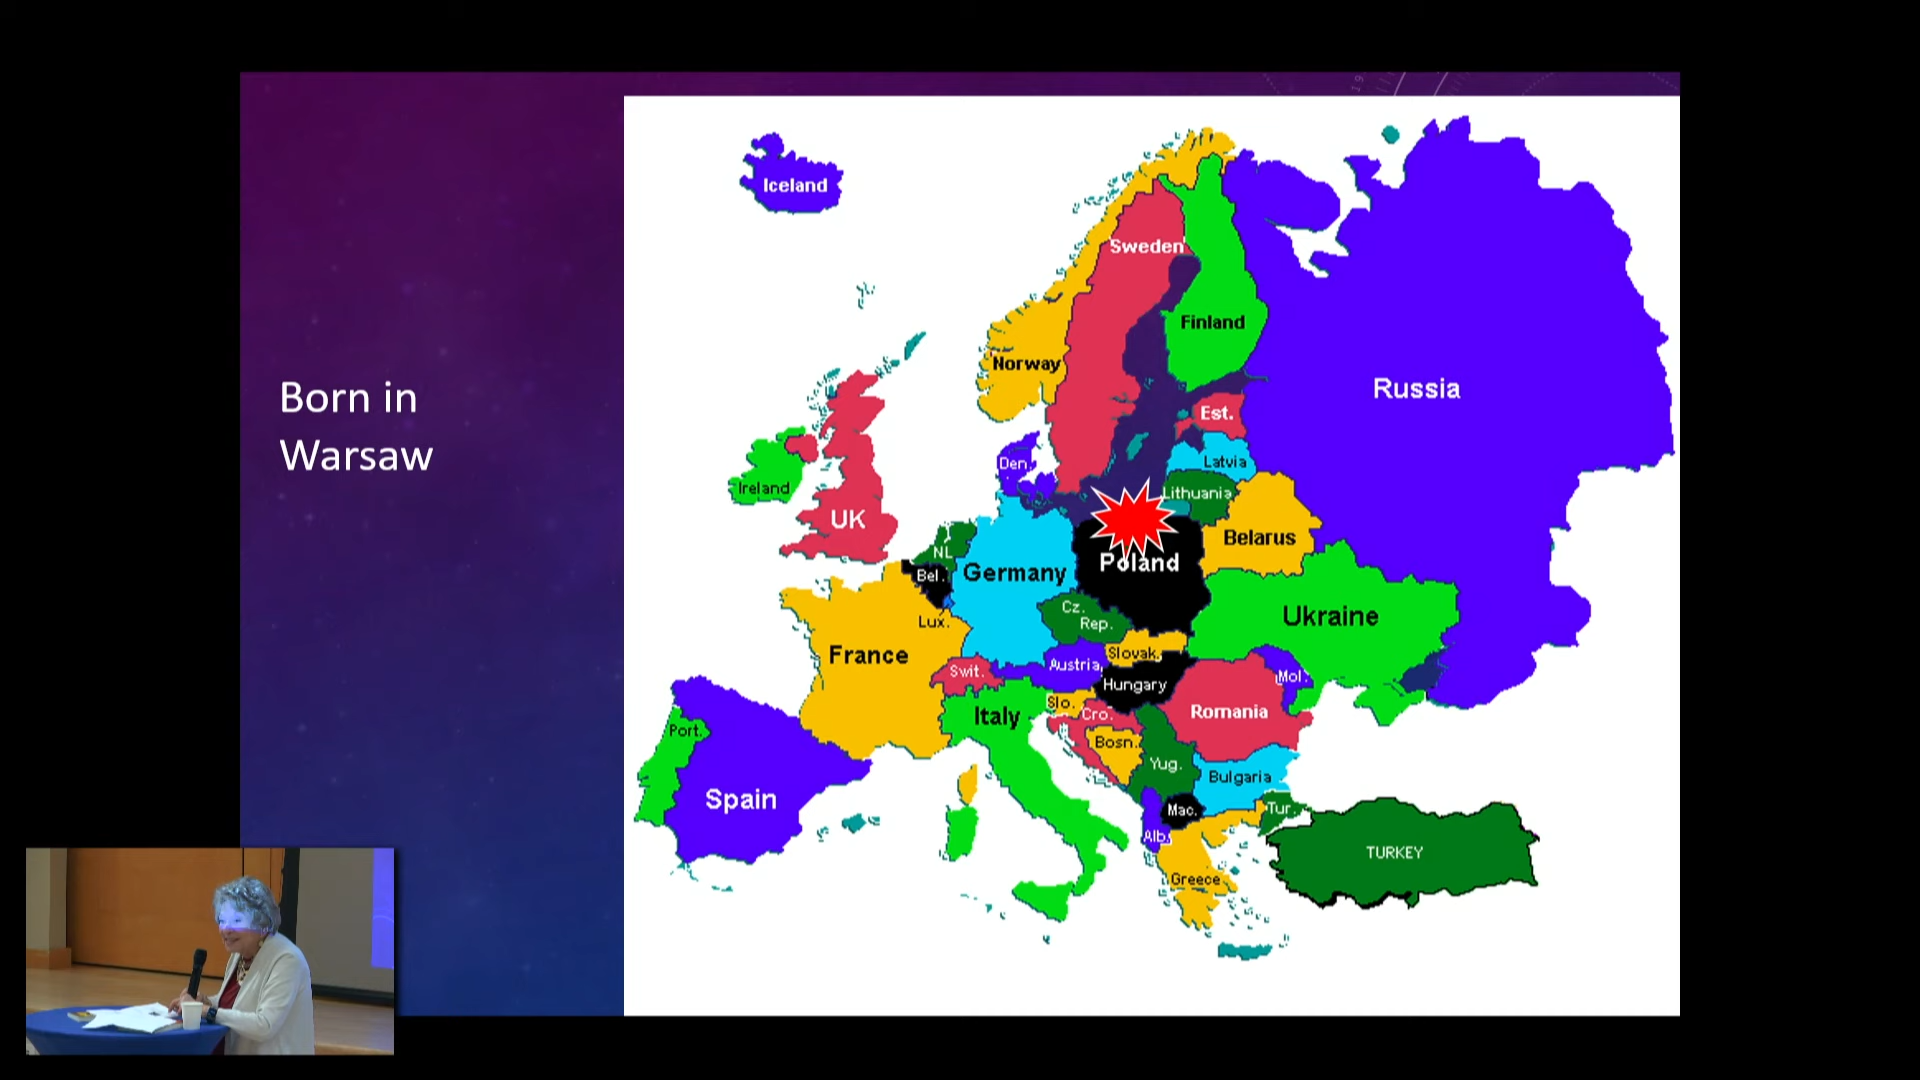 Born in
Warsaw
Iceland
Sweden
Finland
Norway
Russia
Est.
Den.
Latvia
Ireland
Lithuania
UK
Belarus
NL
Poland
Bel.
Germany
Cz.
Rep.
Ukraine
Lux.
France
Slovak.
Austria
Swit.
Hungary
Mol.
Slo.
Italy
Cro.
Romania
Port.
Bosn.
Yug.
Bulgaria
Spain
Mac.
Tur.
Alb.
TURKEY
Greece